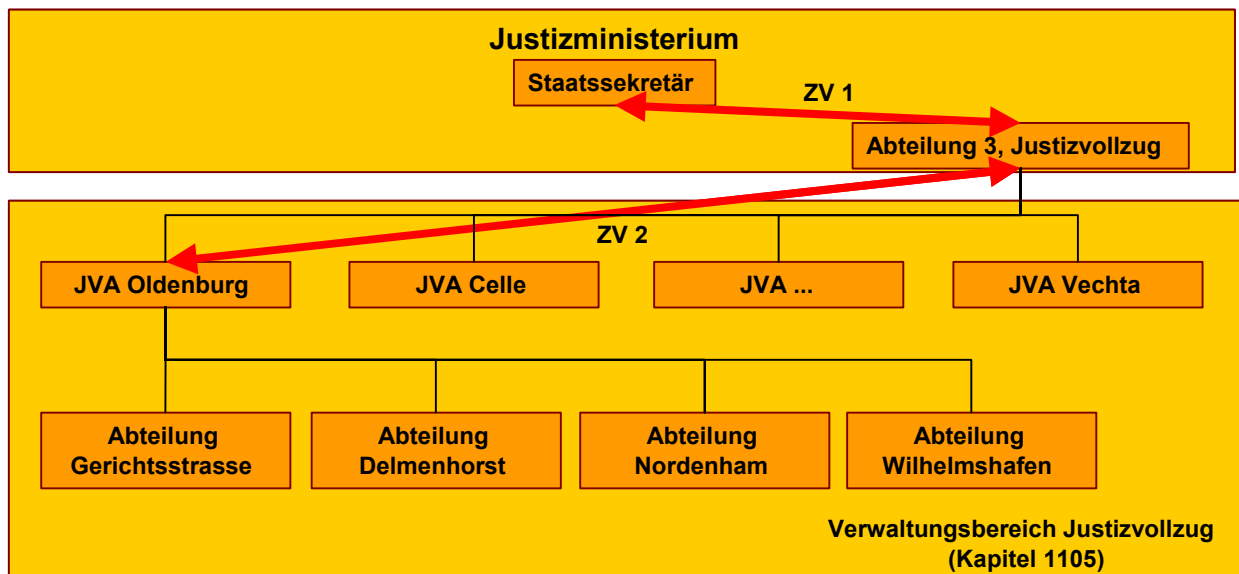 Justizministerium
Staatssekretär
ZV 1
Abteilung 3, Justizvollzug
ZV 2
JVA Oldenburg
JVA Celle
JVA ...
JVA Vechta
Abteilung
Gerichtsstrasse
Abteilung
Delmenhorst
Abteilung
Nordenham
Abteilung
Wilhelmshafen
Verwaltungsbereich Justizvollzug
(Kapitel 1105)